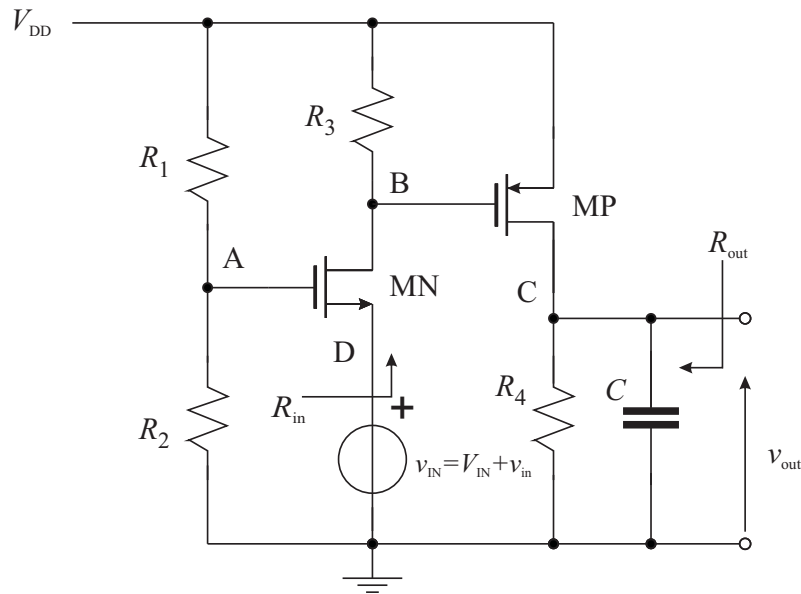 V_DD
R_1
R_3
B
MP
A
MN
C
R_out
D
R_in
+
R_2
v_IN=V_IN+v_in
R_4
C
v_out